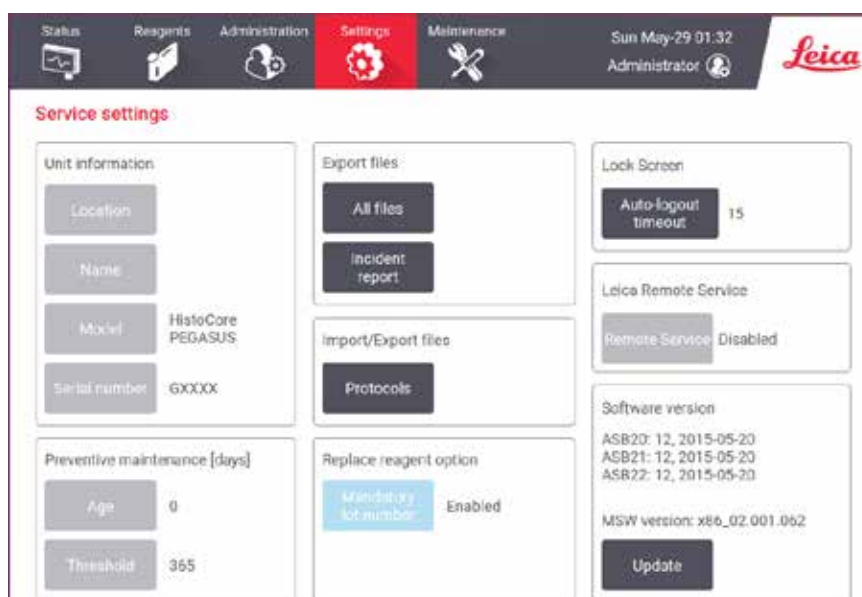 Status
Reagents
Administration
Settings
Maintenance
Sun May-29 01:32
Administrator
Leica
Service settings
Unit information
Location
Name
Model
HistoCore
PEGASUS
Serial number
GXXXX
Preventive maintenance [days]
Age
0
Threshold
365
Export files
All files
Incident
report
Import/Export files
Protocols
Replace reagent option
Mandatory
lot number
Enabled
Lock Screen
Auto-logout
timeout
15
Leica Remote Service
Remote Service
Disabled
Software version
ASB20: 12, 2015-05-20
ASB21: 12, 2015-05-20
ASB22: 12, 2015-05-20
MSW version: x86_02.001.062
Update